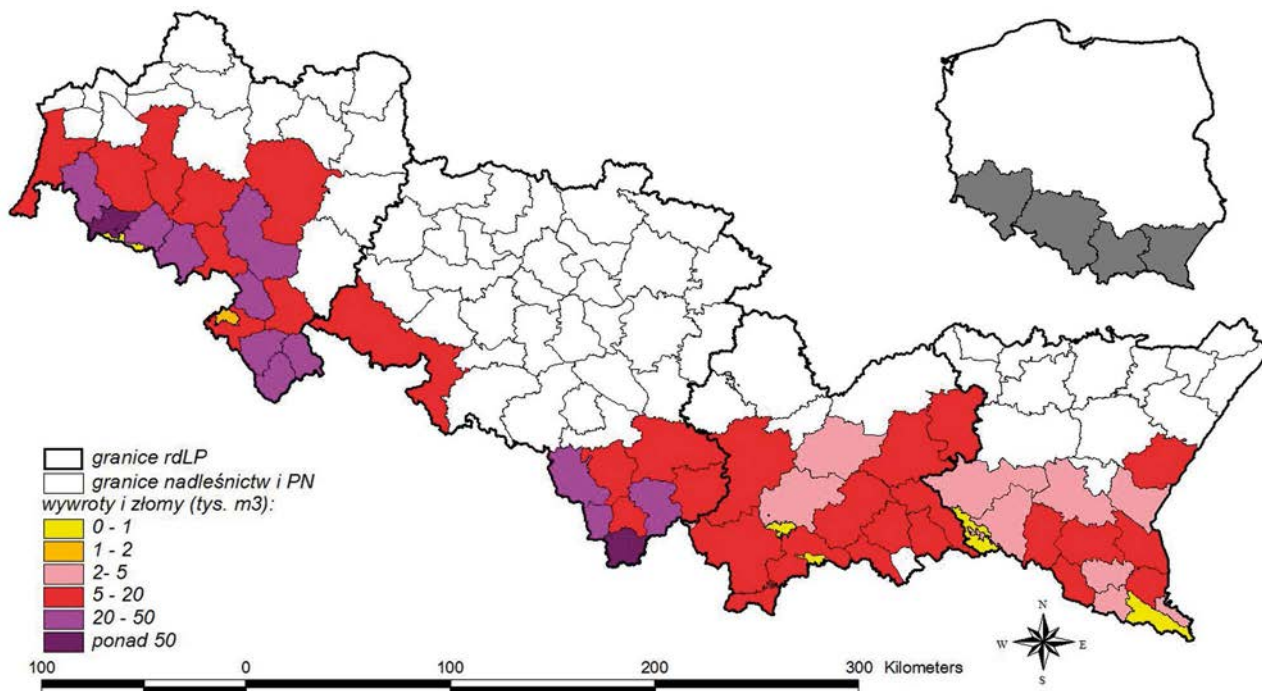 granice rdLP
granice nadleśnictw i PN
wywroty i złomy (tys. m3):
0 - 1
1 - 2
2- 5
5 - 20
20 - 50
ponad 50
N
W E
S
100 0 100 200 300 Kilometers